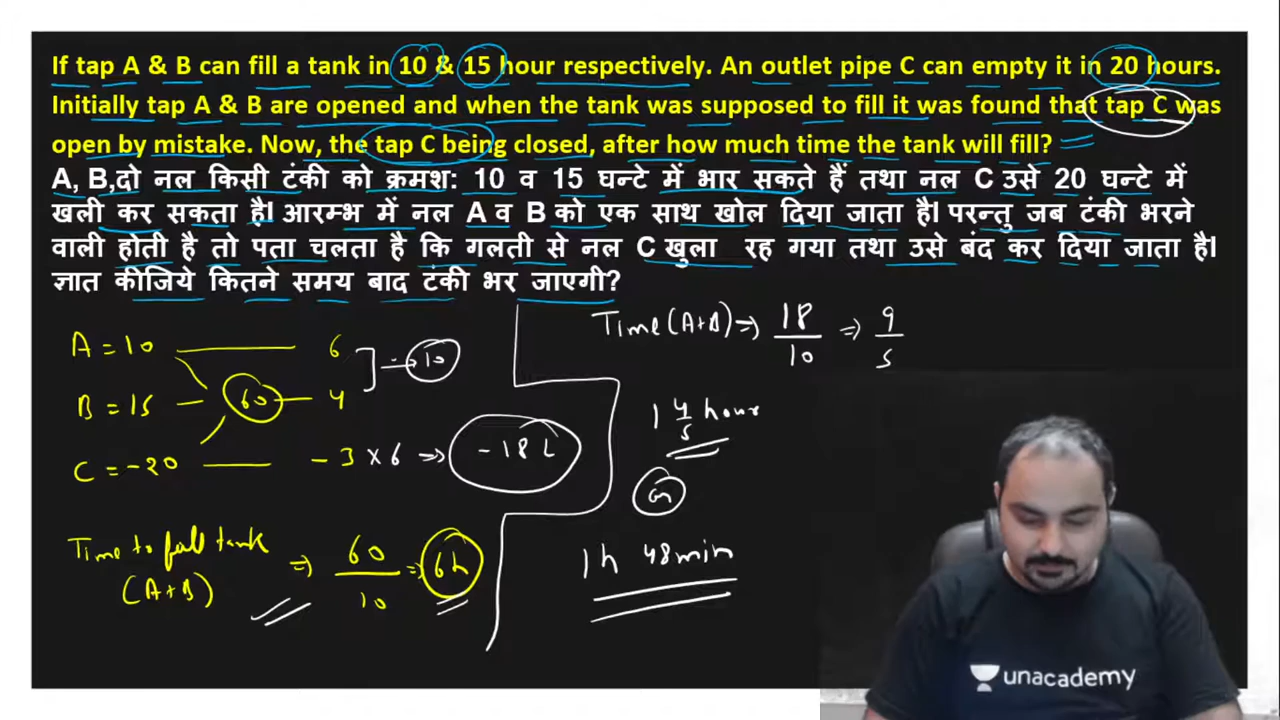 If tap A & B can fill a tank in 10 & 15 hour respectively. An outlet pipe C can empty it in 20 hours.
Initially tap A & B are opened and when the tank was supposed to fill it was found that tap C was
open by mistake. Now, the tap C being closed, after how much time the tank will fill?
A, B,दो नल किसी टंकी को क्रमश: 10 व 15 घन्टे में भार सकते हैं तथा नल C उसे 20 घन्टे में
खली कर सकता है। आरम्भ में नल A व B को एक साथ खोल दिया जाता है। परन्तु जब टंकी भरने
वाली होती है तो पता चलता है कि गलती से नल C खुला रह गया तथा उसे बंद कर दिया जाता है।
ज्ञात कीजिये कितने समय बाद टंकी भर जाएगी?
A = 10
B = 15
C = -20
60
6
4
10
-3 × 6 ⇒ -18 L
Time to full tank
(A+B)
⇒ 60/10 ⇒ 6h
Time (A+B) ⇒ 18/10 ⇒ 9/5
1 4/5 hour
or
1h 48min
unacademy